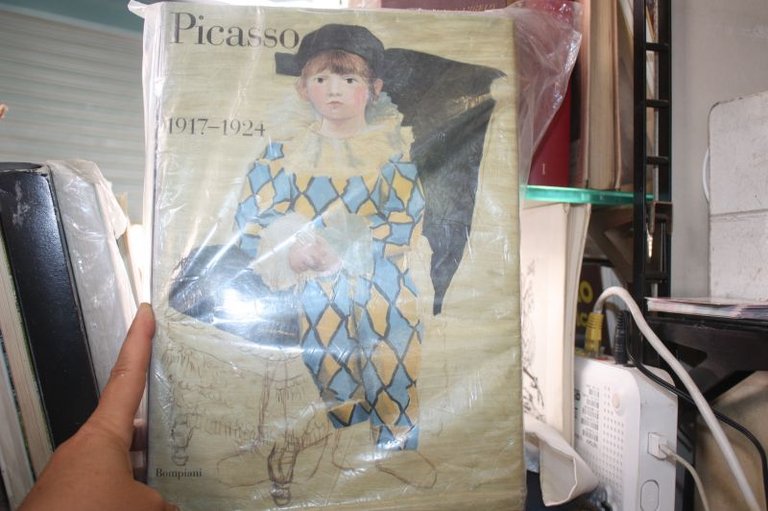 Picasso
1917–1924
Bompiani
I